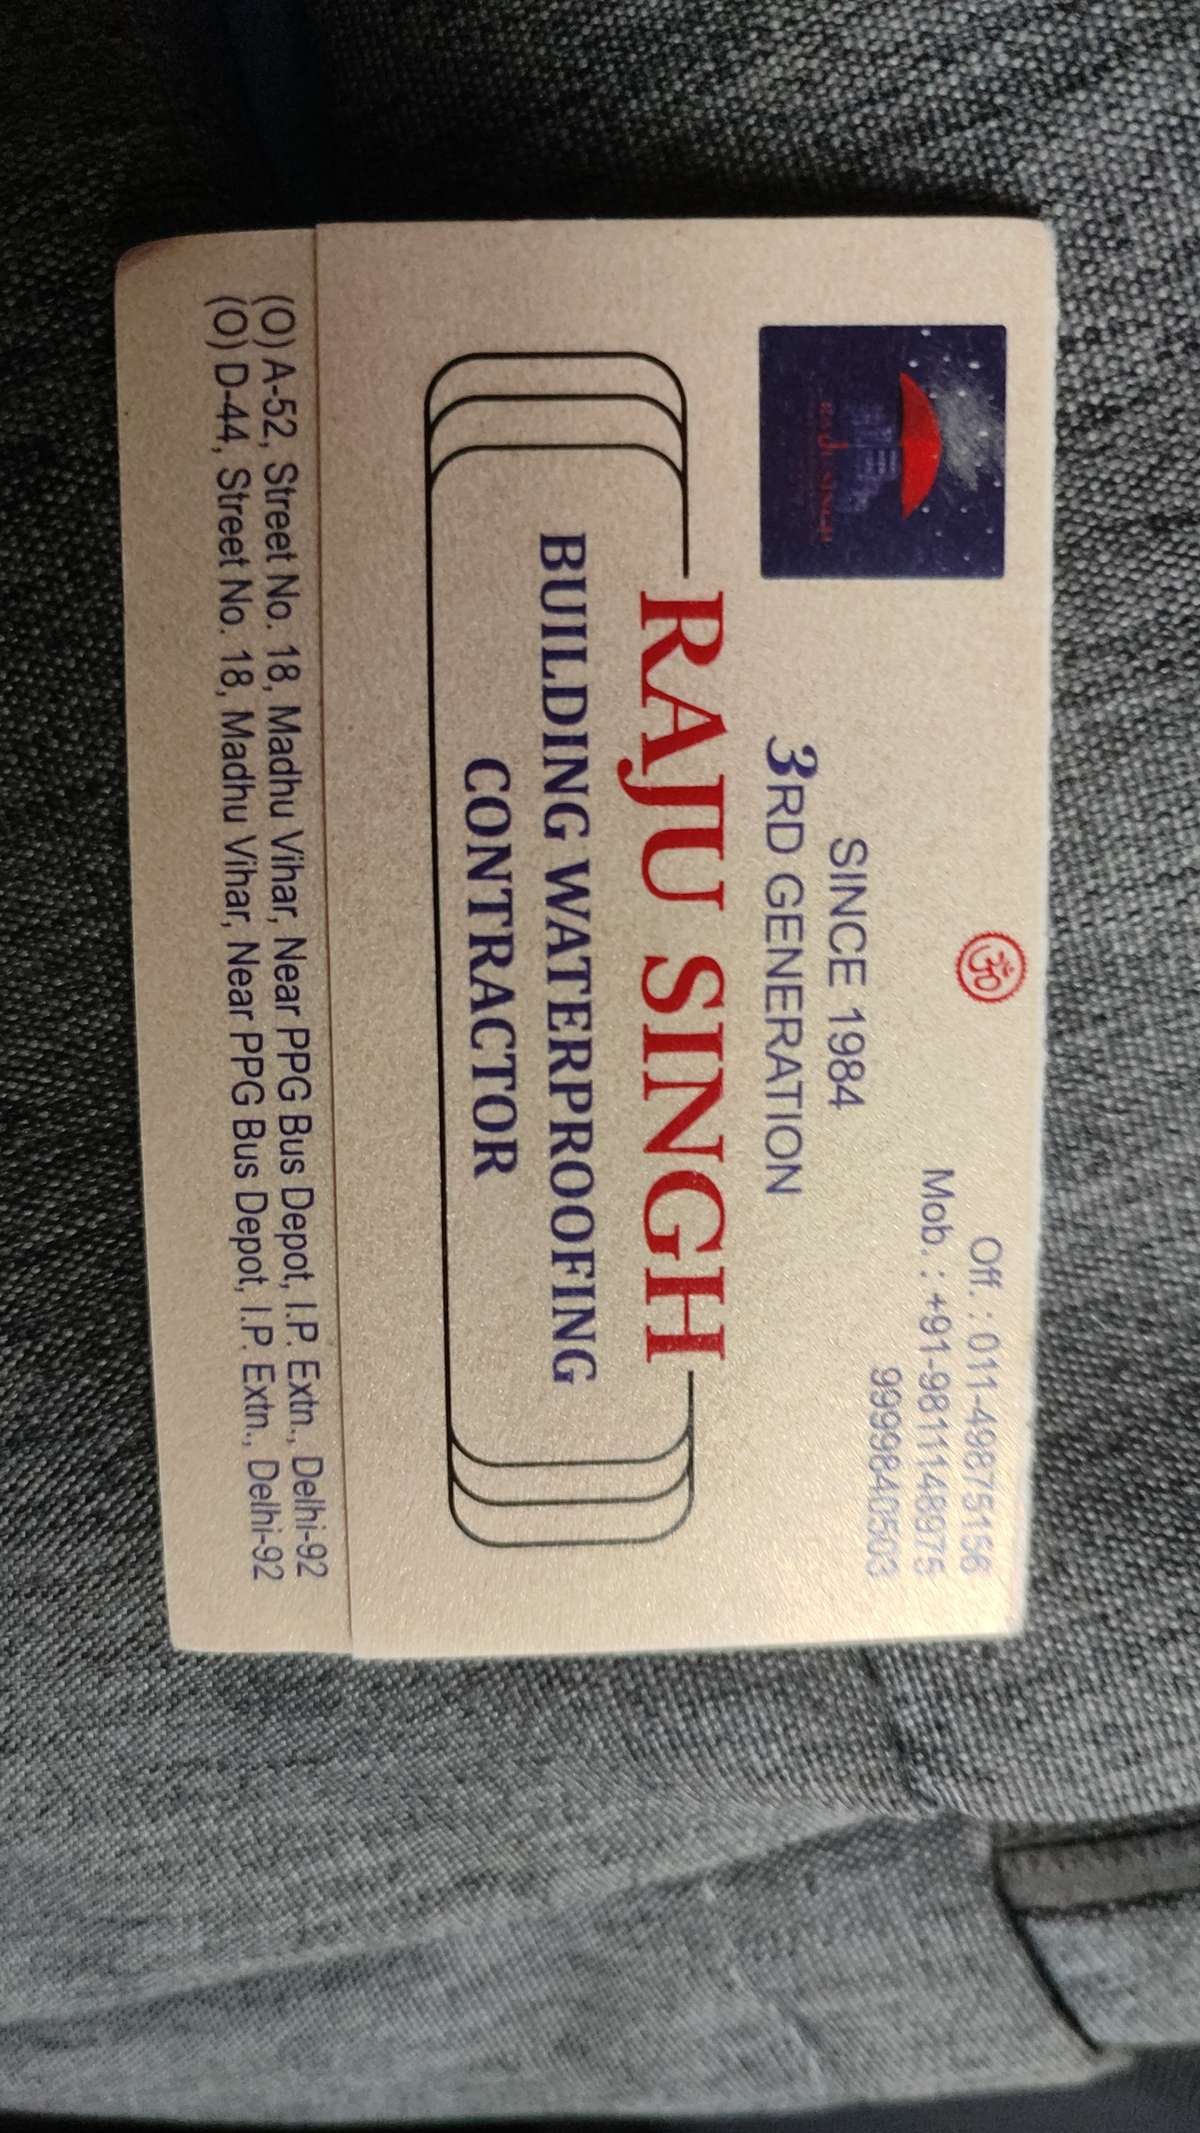 ॐ
Off. : 011-49875156
Mob. : +91-9811148975
9999840503
SINCE 1984
3RD GENERATION
RAJU SINGH
RAJU SINGH
BUILDING WATERPROOFING
CONTRACTOR
(O) A-52, Street No. 18, Madhu Vihar, Near PPG Bus Depot, I.P. Extn., Delhi-92
(O) D-44, Street No. 18, Madhu Vihar, Near PPG Bus Depot, I.P. Extn., Delhi-92